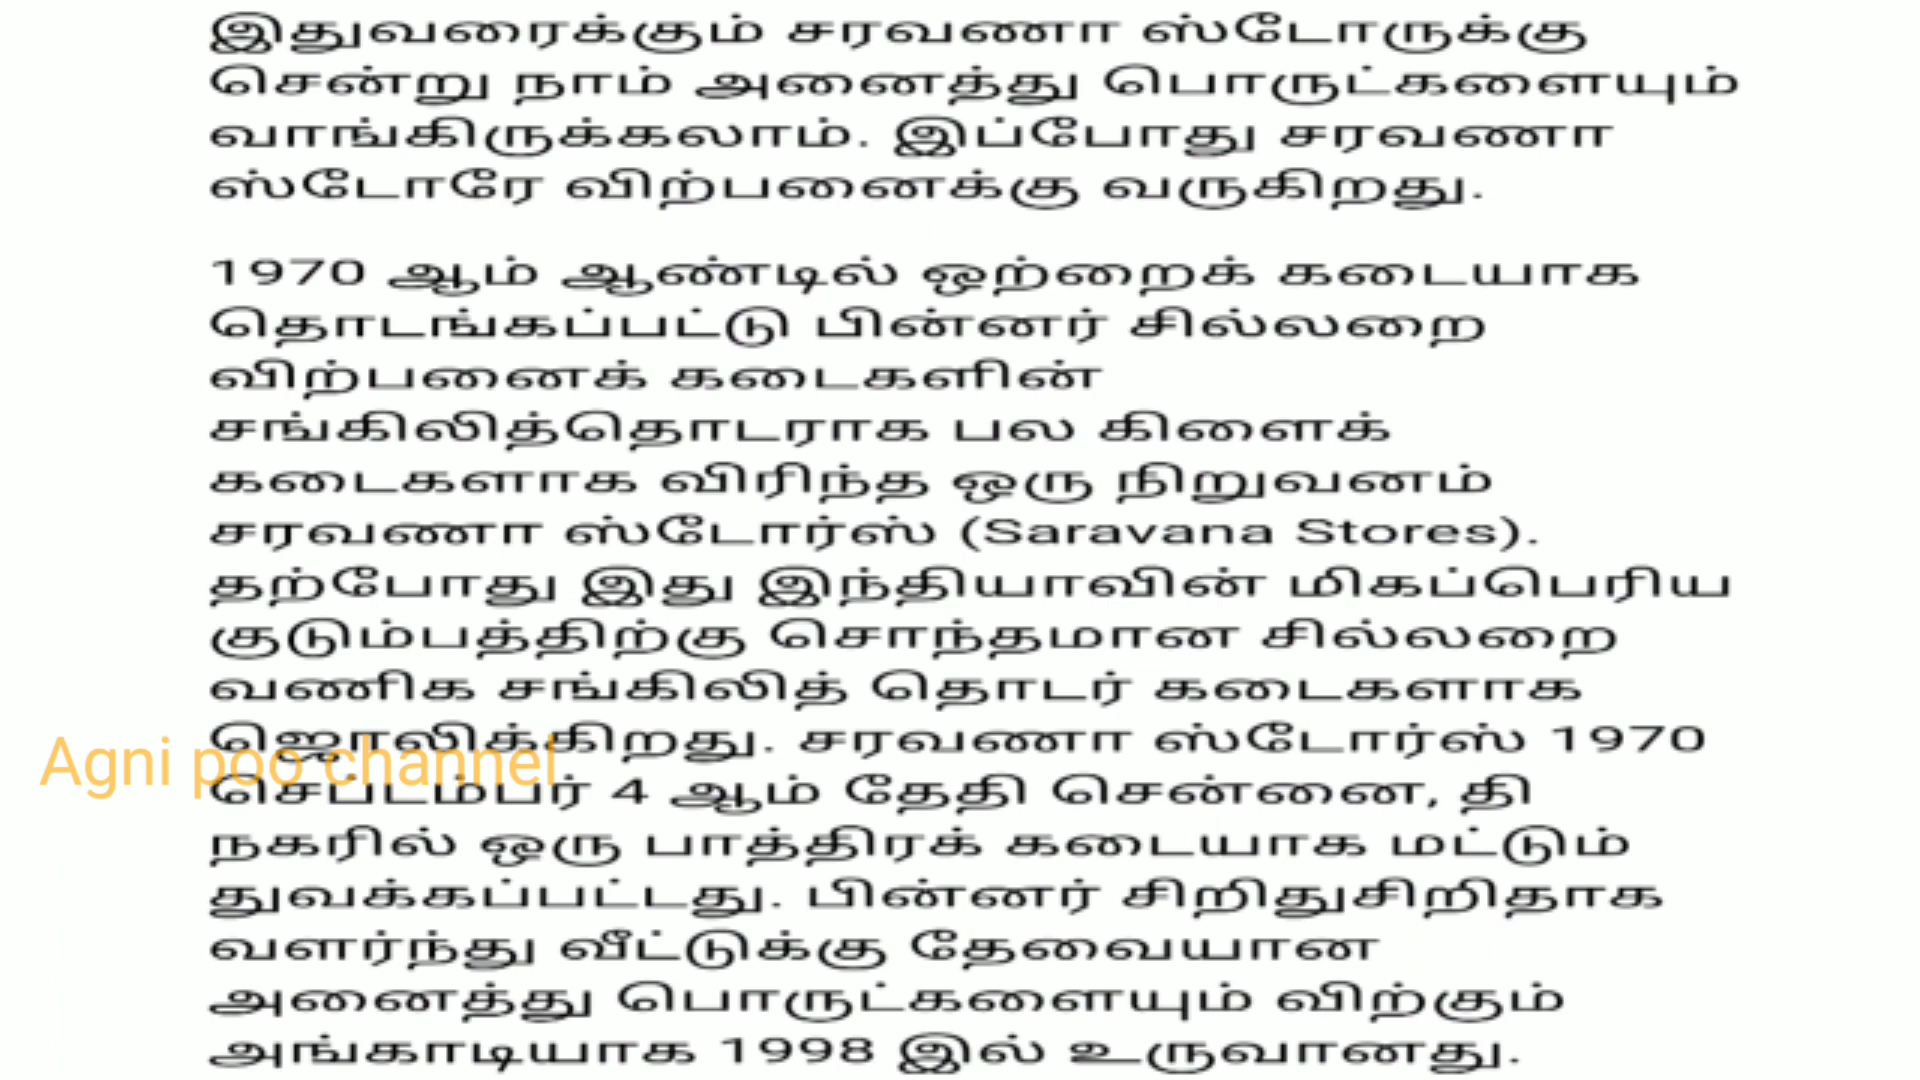 இதுவரைக்கும் சரவணா ஸ்டோருக்கு
சென்று நாம் அனைத்து பொருட்களையும்
வாங்கிருக்கலாம். இப்போது சரவணா
ஸ்டோரே விற்பனைக்கு வருகிறது.
1970 ஆம் ஆண்டில் ஒற்றைக் கடையாக
தொடங்கப்பட்டு பின்னர் சில்லறை
விற்பனைக் கடைகளின்
சங்கிலித்தொடராக பல கிளைக்
கடைகளாக விரிந்த ஒரு நிறுவனம்
சரவணா ஸ்டோர்ஸ் (Saravana Stores).
தற்போது இது இந்தியாவின் மிகப்பெரிய
குடும்பத்திற்கு சொந்தமான சில்லறை
வணிக சங்கிலித் தொடர் கடைகளாக
ஜொலிக்கிறது. சரவணா ஸ்டோர்ஸ் 1970
Agni poo channel
செப்டம்பர் 4 ஆம் தேதி சென்னை, தி
நகரில் ஒரு பாத்திரக் கடையாக மட்டும்
துவக்கப்பட்டது. பின்னர் சிறிதுசிறிதாக
வளர்ந்து வீட்டுக்கு தேவையான
அனைத்து பொருட்களையும் விற்கும்
அங்காடியாக 1998 இல் உருவானது.